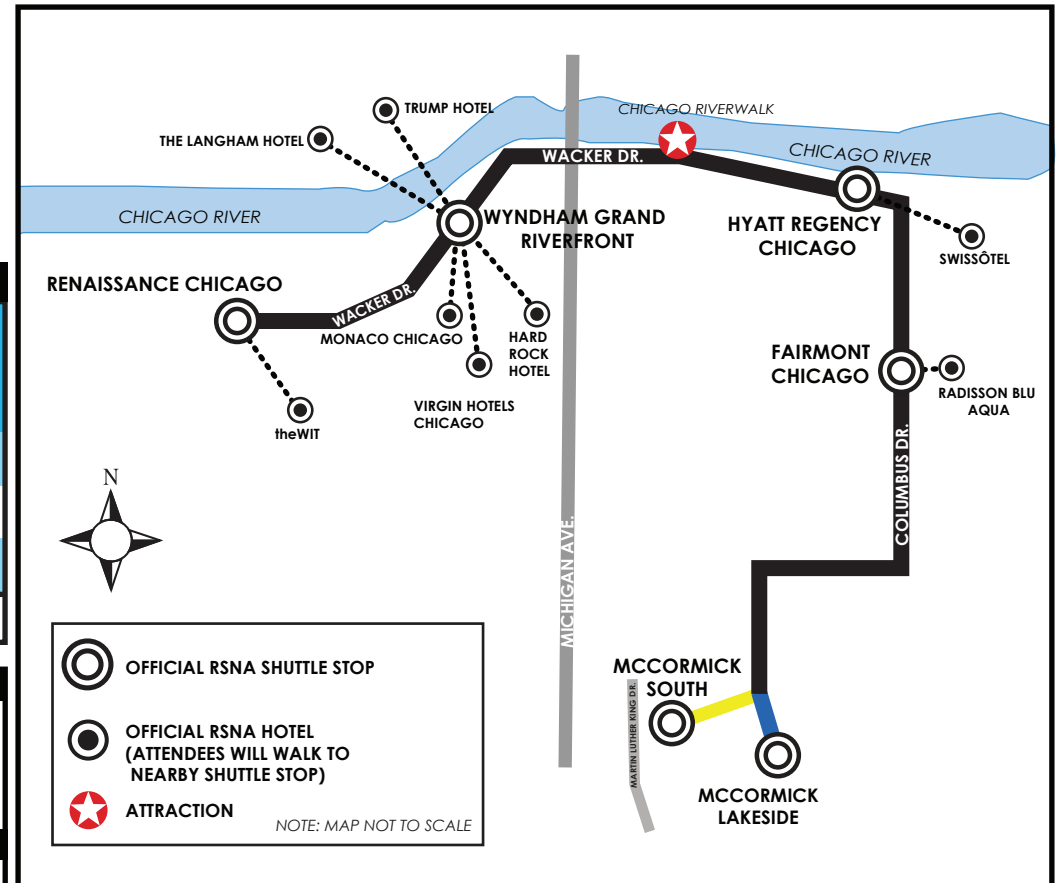 TRUMP HOTEL
CHICAGO RIVERWALK
THE LANGHAM HOTEL
WACKER DR.
CHICAGO RIVER
CHICAGO RIVER
WYNDHAM GRAND
RIVERFRONT
HYATT REGENCY
CHICAGO
SWISSÔTEL
RENAISSANCE CHICAGO
WACKER DR.
MONACO CHICAGO
HARD
ROCK
HOTEL
FAIRMONT
CHICAGO
RADISSON BLU
AQUA
VIRGIN HOTELS
CHICAGO
theWIT
COLUMBUS DR.
N
MICHIGAN AVE.
OFFICIAL RSNA SHUTTLE STOP
OFFICIAL RSNA HOTEL
(ATTENDEES WILL WALK TO
NEARBY SHUTTLE STOP)
ATTRACTION
NOTE: MAP NOT TO SCALE
MCCORMICK
SOUTH
MARTIN LUTHER KING DR.
MCCORMICK
LAKESIDE